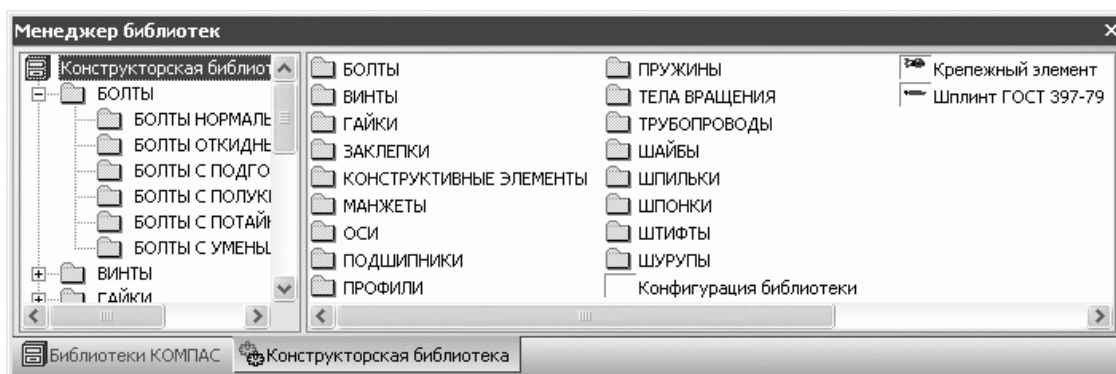 Менеджер библиотек
Конструкторская библиот
БОЛТЫ
БОЛТЫ НОРМАЛЬ
БОЛТЫ ОТКИДНЕ
БОЛТЫ С ПОДГО
БОЛТЫ С ПОЛУК
БОЛТЫ С ПОТАЙ
БОЛТЫ С УМЕНЬ
ВИНТЫ
ГАЙКИ
БОЛТЫ
ВИНТЫ
ГАЙКИ
ЗАКЛЕПКИ
КОНСТРУКТИВНЫЕ ЭЛЕМЕНТЫ
МАНЖЕТЫ
ОСИ
ПОДШИПНИКИ
ПРОФИЛИ
ПРУЖИНЫ
ТЕЛА ВРАЩЕНИЯ
ТРУБОПРОВОДЫ
ШАЙБЫ
ШПИЛЬКИ
ШПОНКИ
ШТИФТЫ
ШУРУПЫ
Конфигурация библиотеки
Крепежный элемент
Шплинт ГОСТ 397-79
Библиотеки КОМПАС
Конструкторская библиотека